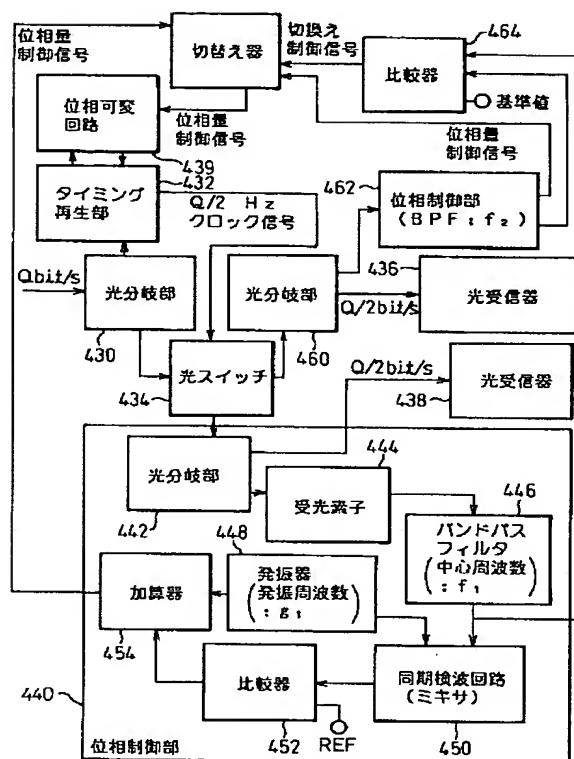 位相量
制御信号
切替え器
切換え
制御信号
464
比較器
基準値
位相可変
回路
位相量
制御信号
439
位相量
制御信号
432
タイミング
再生部
Q/2 Hz
クロック信号
462
位相制御部
(BPF:f₂)
436
Qbit/s
光分岐部
430
光分岐部
460
Q/2bit/s
光受信器
光スイッチ
434
Q/2bit/s
光受信器
438
光分岐部
442
444
受光素子
446
バンドパス
フィルタ
(中心周波数
:f₁)
448
発振器
(発振周波数
:g₁)
加算器
454
440
比較器
452
REF
同期検波回路
(ミキサ)
450
位相制御部